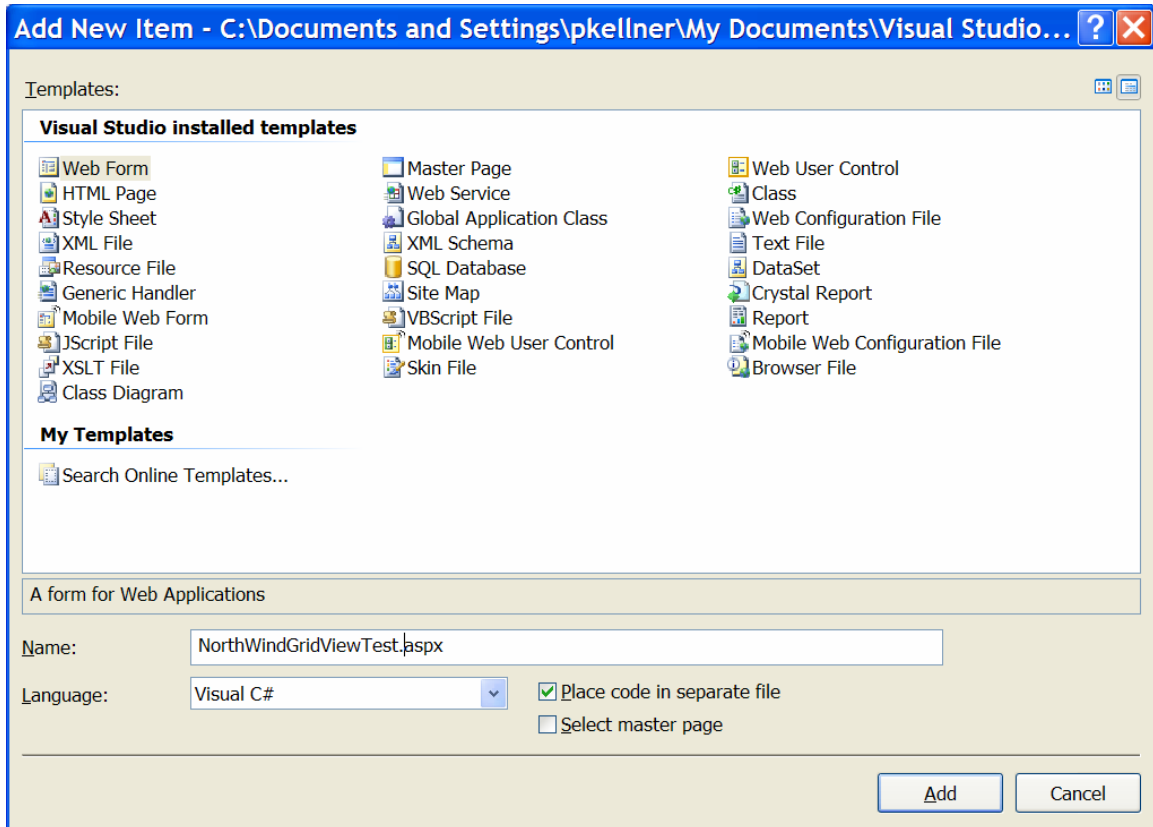 Add New Item - C:\Documents and Settings\pkellner\My Documents\Visual Studio...
Templates:
Visual Studio installed templates
Web Form Master Page Web User Control
HTML Page Web Service Class
Style Sheet Global Application Class Web Configuration File
XML File XML Schema Text File
Resource File SQL Database DataSet
Generic Handler Site Map Crystal Report
Mobile Web Form VBScript File Report
JScript File Mobile Web User Control Mobile Web Configuration File
XSLT File Skin File Browser File
Class Diagram
My Templates
Search Online Templates...
A form for Web Applications
Name: NorthWindGridViewTest.aspx
Language: Visual C# Place code in separate file
Select master page
Add Cancel